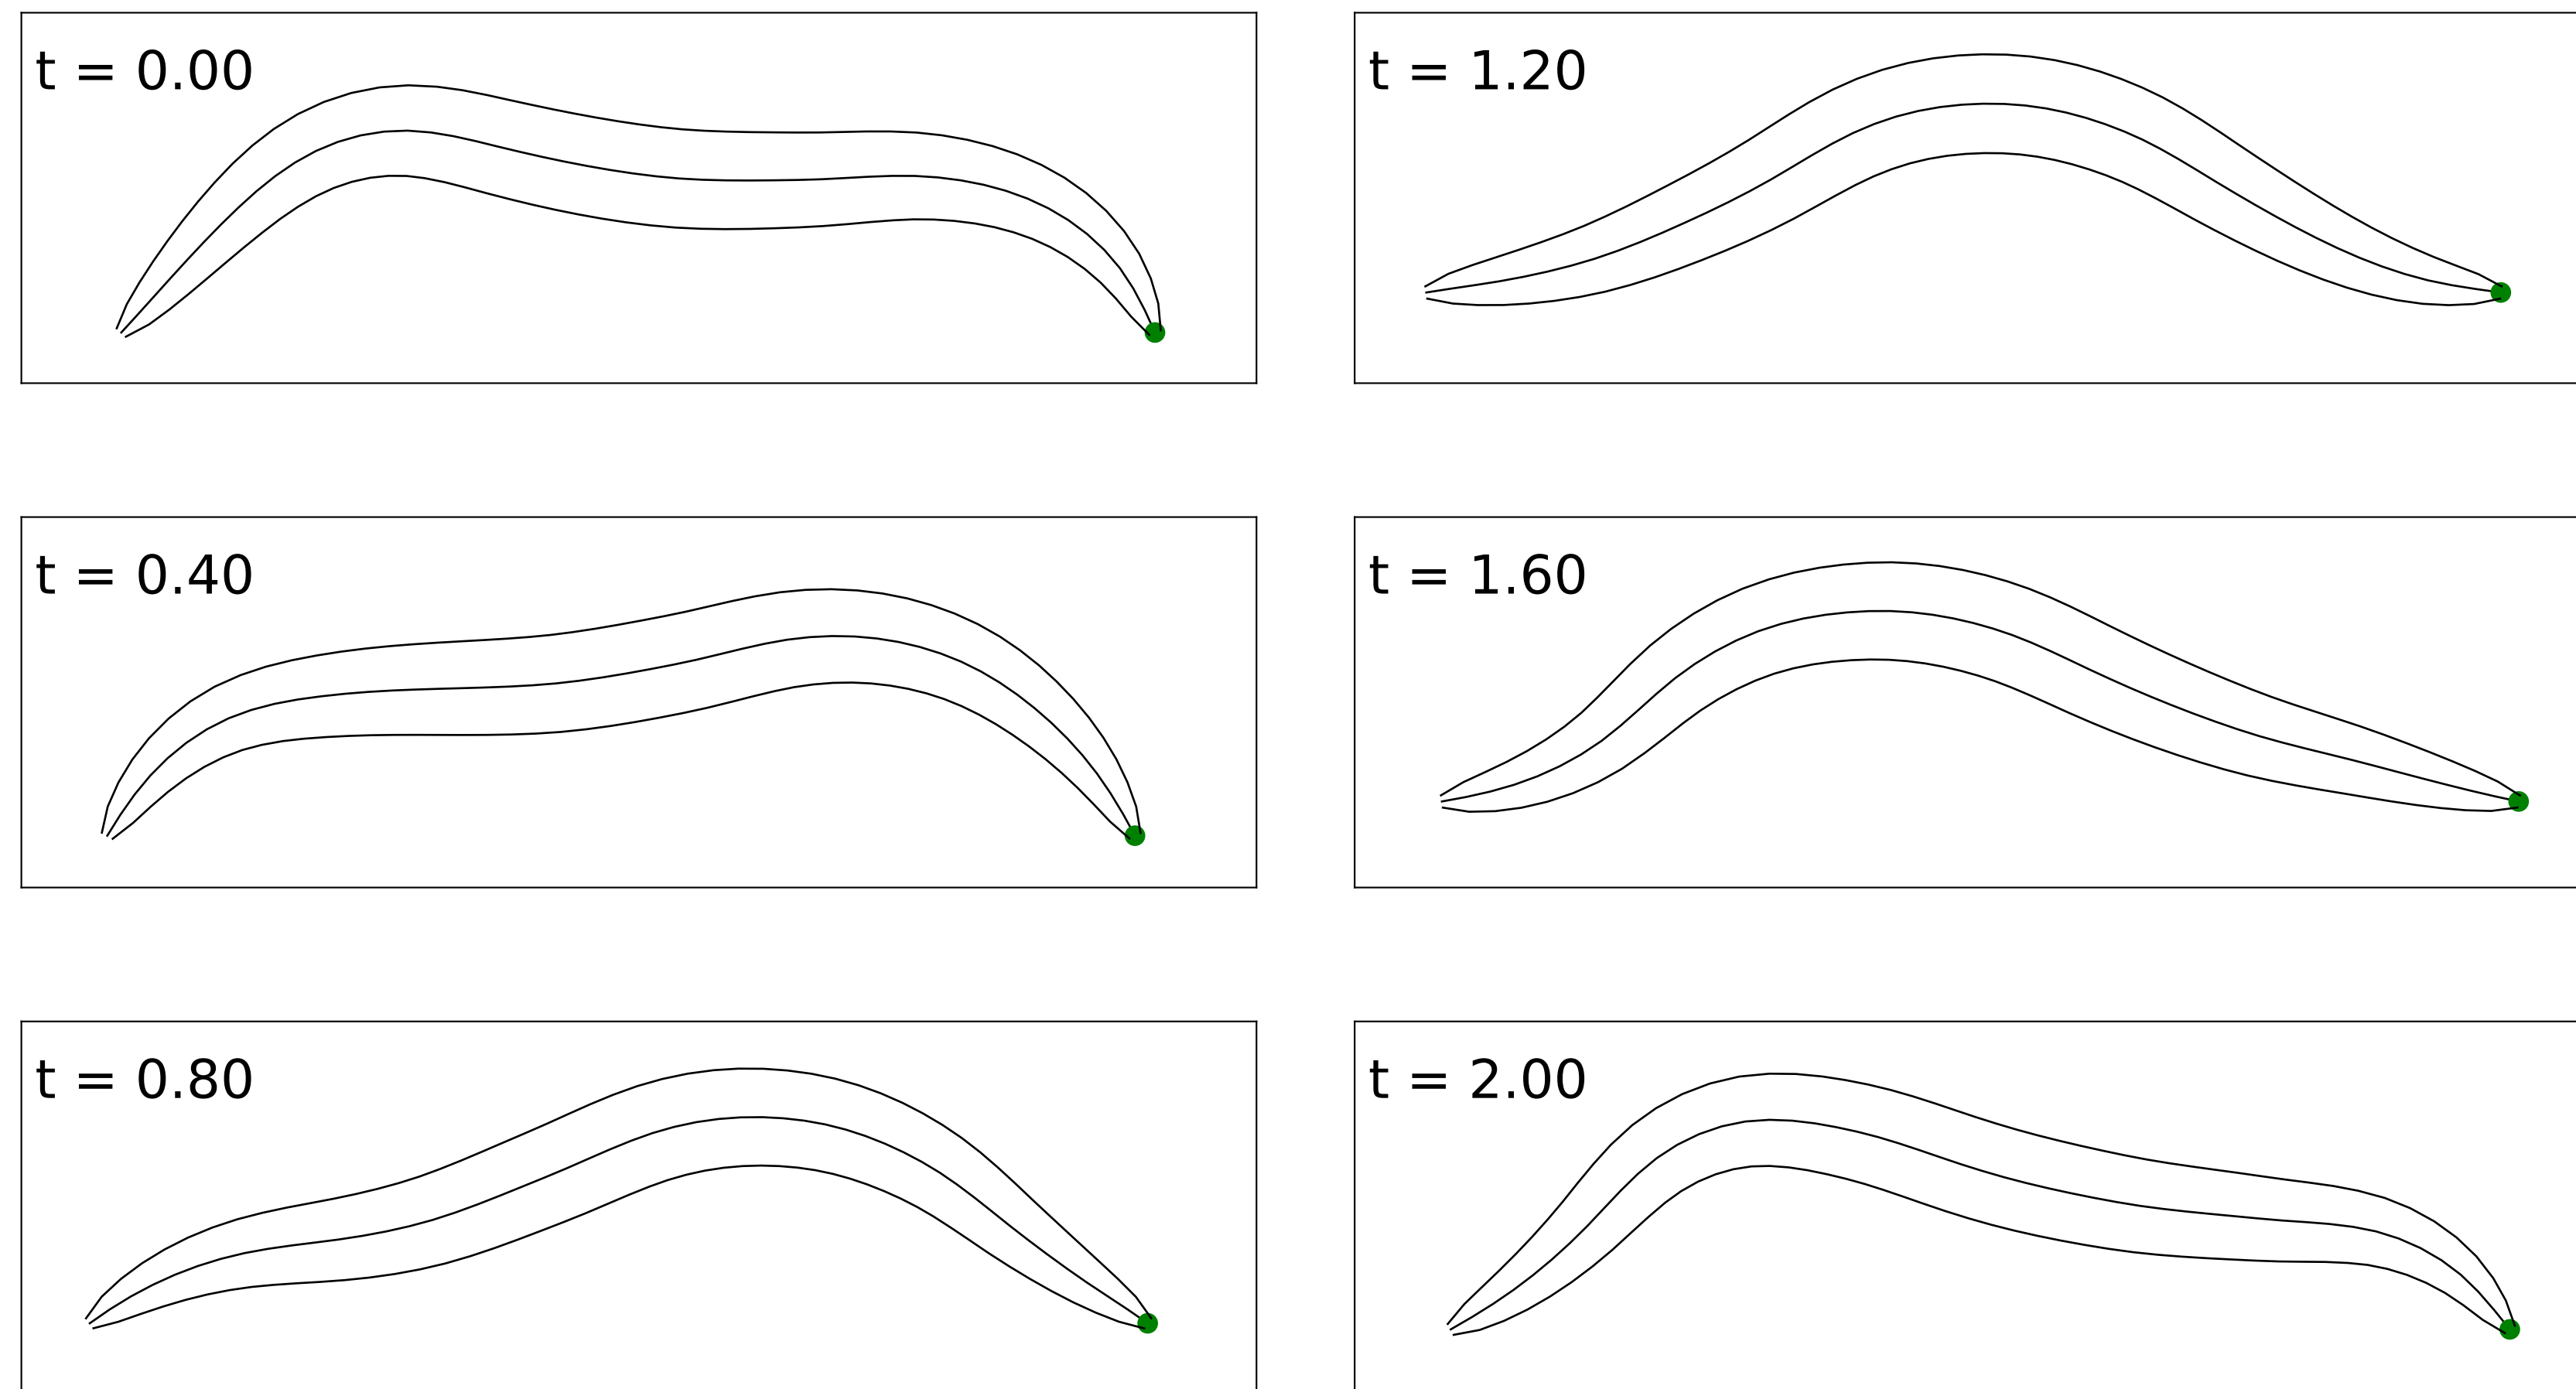 t = 0.00
t = 1.20
t = 0.40
t = 1.60
t = 0.80
t = 2.00